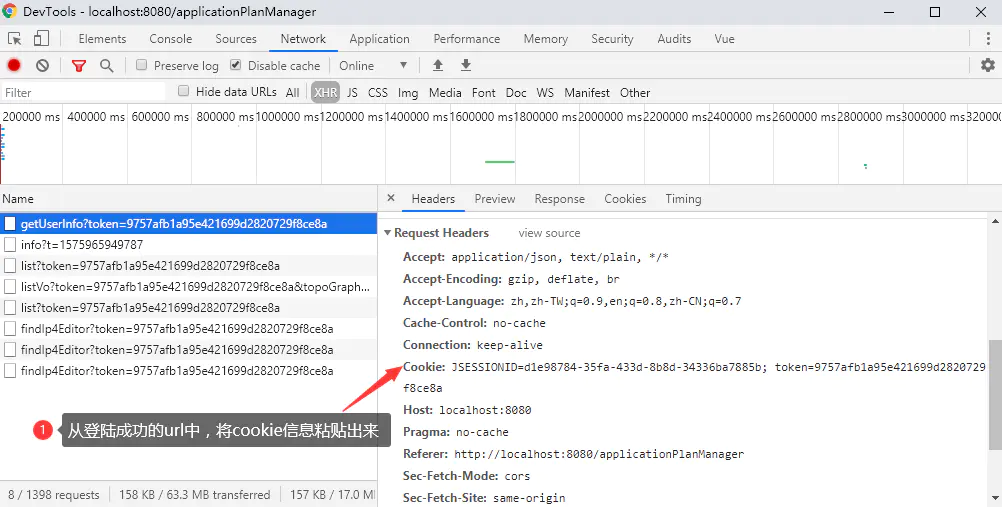 DevTools - localhost:8080/applicationPlanManager
Elements Console Sources Network Application Performance Memory Security Audits Vue
Preserve log Disable cache Online ▼
Filter Hide data URLs All XHR JS CSS Img Media Font Doc WS Manifest Other
200000 ms 400000 ms 600000 ms 800000 ms 1000000 ms 1200000 ms 1400000 ms 1600000 ms 1800000 ms 2000000 ms 2200000 ms 2400000 ms 2600000 ms 2800000 ms 3000000 ms 32000
Name × Headers Preview Response Cookies Timing
getUserInfo?token=9757afb1a95e421699d2820729f8ce8a
info?t=1575965949787
list?token=9757afb1a95e421699d2820729f8ce8a
listVo?token=9757afb1a95e421699d2820729f8ce8a&topoGraph...
list?token=9757afb1a95e421699d2820729f8ce8a
findIp4Editor?token=9757afb1a95e421699d2820729f8ce8a
findIp4Editor?token=9757afb1a95e421699d2820729f8ce8a
findIp4Editor?token=9757afb1a95e421699d2820729f8ce8a
1 从登陆成功的url中，将cookie信息粘贴出来
8 / 1398 requests 158 KB / 63.3 MB transferred 157 KB / 17.0 M
▼ Request Headers view source
Accept: application/json, text/plain, */*
Accept-Encoding: gzip, deflate, br
Accept-Language: zh,zh-TW;q=0.9,en;q=0.8,zh-CN;q=0.7
Cache-Control: no-cache
Connection: keep-alive
Cookie: JSESSIONID=d1e98784-35fa-433d-8b8d-34336ba7885b; token=9757afb1a95e421699d2820729
f8ce8a
Host: localhost:8080
Pragma: no-cache
Referer: http://localhost:8080/applicationPlanManager
Sec-Fetch-Mode: cors
Sec-Fetch-Site: same-origin